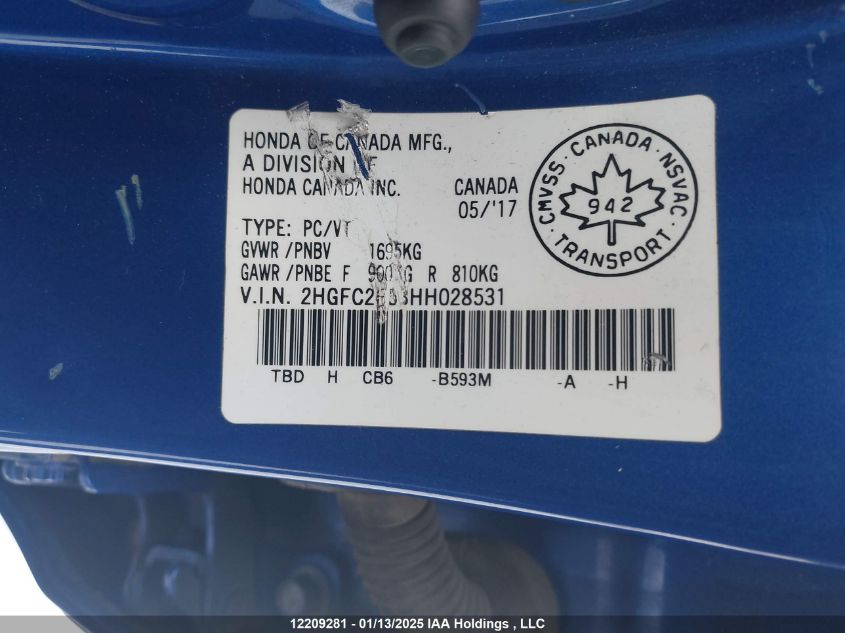 HONDA OF CANADA MFG.,
A DIVISION OF
HONDA CANADA INC.
CANADA
05/'17
TYPE: PC/VT
GVWR /PNBV 1695KG
GAWR /PNBE F 900KG R 810KG
V.I.N.
TBD H CB6 -B593M -A -H
CMVSS · CANADA · NSVAC ·
942
TRANSPORT
12209281 - 01/13/2025 IAA Holdings , LLC